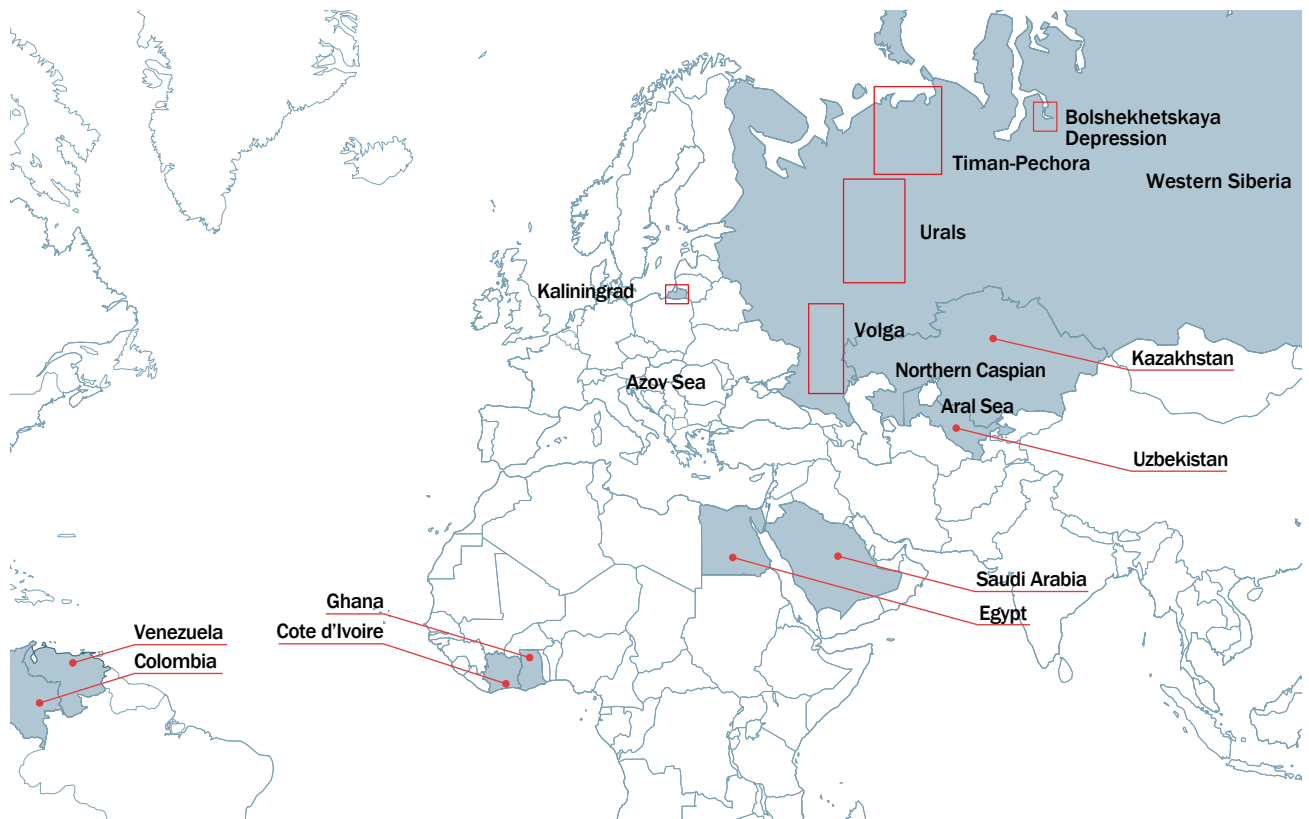 Bolshekhetskaya
Depression
Timan-Pechora
Western Siberia
Urals
Kaliningrad
Volga
Kazakhstan
Northern Caspian
Azov Sea
Aral Sea
Uzbekistan
Saudi Arabia
Ghana
Egypt
Venezuela
Cote d'Ivoire
Colombia